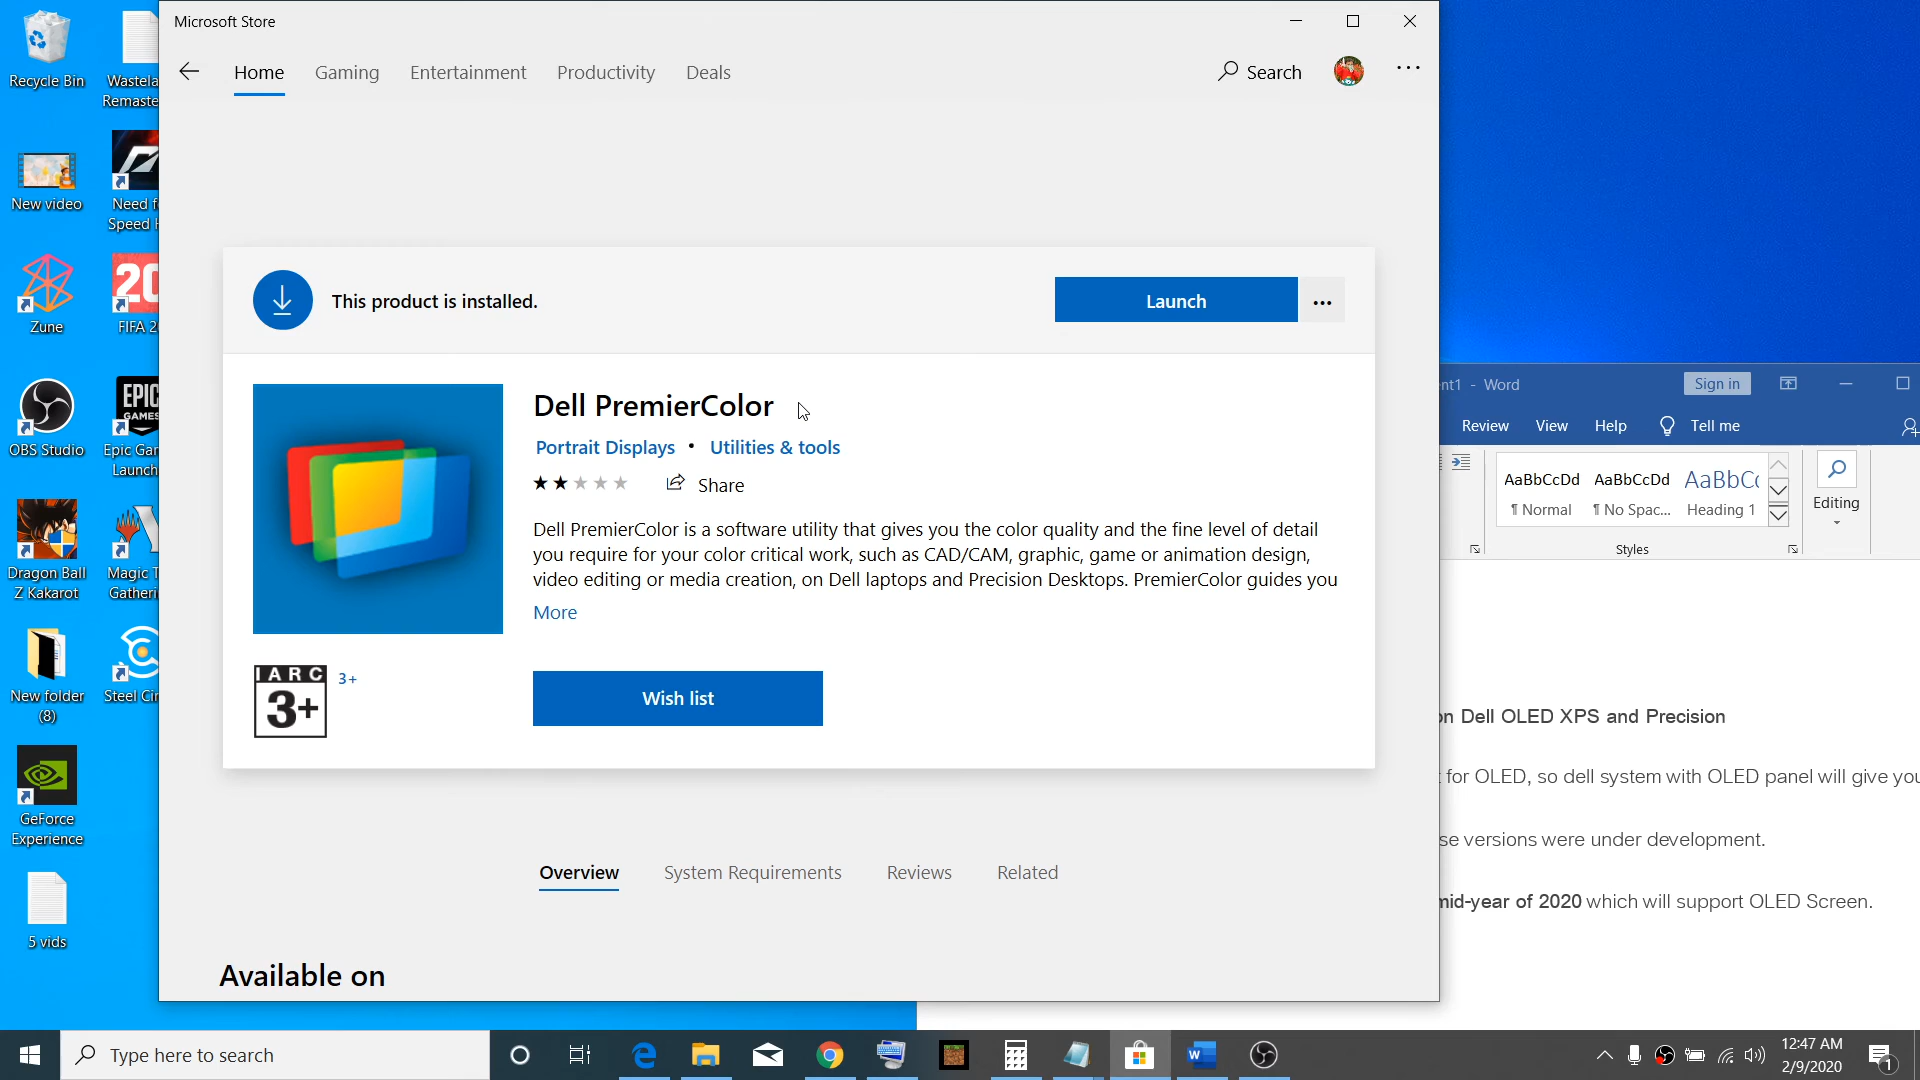 Microsoft Store
Home Gaming Entertainment Productivity Deals Search
This product is installed.
Launch
Dell PremierColor
Portrait Displays • Utilities & tools
Share
Dell PremierColor is a software utility that gives you the color quality and the fine level of detail
you require for your color critical work, such as CAD/CAM, graphic, game or animation design,
video editing or media creation, on Dell laptops and Precision Desktops. PremierColor guides you
More
IARC
3+
3+
Wish list
Overview System Requirements Reviews Related
Available on
Recycle Bin
Remaste
New video
Need
Speed
Zune
20
FIFA 2
OBS Studio
EPIC
GAMES
Epic
Launch
Dragon Ball
Z Kakarot
Magic
New folder
(8)
Steel
GeForce
Experience
5 vids
Word
Sign in
Review View Help Tell me
AaBbCcDd AaBbCcDd
¶ Normal ¶ No Spac... Heading 1
Styles
Editing
on Dell OLED XPS and Precision
for OLED, so dell system with OLED panel will give you
versions were under development.
mid-year of 2020 which will support OLED Screen.
Type here to search
12:47 AM
2/9/2020
1